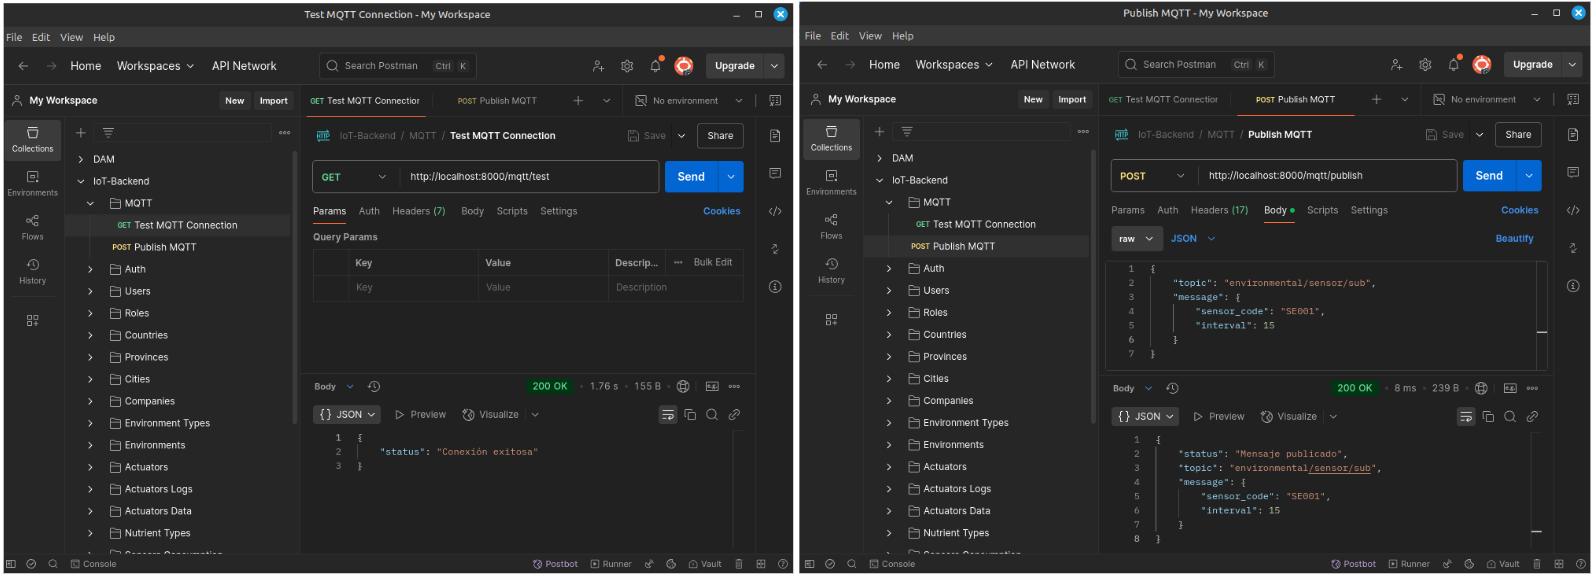 Test MQTT Connection - My Workspace
File Edit View Help
Home Workspaces API Network Search Postman Ctrl K Upgrade
My Workspace New Import GET Test MQTT Connection POST Publish MQTT No environment
Collections
Environments
Flows
History
DAM
IoT-Backend
MQTT
GET Test MQTT Connection
POST Publish MQTT
Auth
Users
Roles
Countries
Provinces
Cities
Companies
Environment Types
Environments
Actuators
Actuators Logs
Actuators Data
Nutrient Types
Sensors Consumption
HTTP IoT-Backend / MQTT / Test MQTT Connection Save Share
GET http://localhost:8000/mqtt/test Send
Params Auth Headers (7) Body Scripts Settings Cookies
Query Params
Key Value Descrip... Bulk Edit
Key Value Description
Body 200 OK 1.76 s 155 B e.g.
{} JSON Preview Visualize
1 {
2 "status": "Conexión exitosa"
3 }
Console Postbot Runner Vault
Publish MQTT - My Workspace
File Edit View Help
Home Workspaces API Network Search Postman Ctrl K Upgrade
My Workspace New Import GET Test MQTT Connection POST Publish MQTT No environment
Collections
Environments
Flows
History
DAM
IoT-Backend
MQTT
GET Test MQTT Connection
POST Publish MQTT
Auth
Users
Roles
Countries
Provinces
Cities
Companies
Environment Types
Environments
Actuators
Actuators Logs
Actuators Data
Nutrient Types
Sensors Consumption
HTTP IoT-Backend / MQTT / Publish MQTT Save Share
POST http://localhost:8000/mqtt/publish Send
Params Auth Headers (17) Body Scripts Settings Cookies
raw JSON Beautify
1 {
2 "topic": "environmental/sensor/sub",
3 "message": {
4 "sensor_code": "SE001",
5 "interval": 15
6 }
7 }
Body 200 OK 8 ms 239 B e.g.
{} JSON Preview Visualize
1 {
2 "status": "Mensaje publicado",
3 "topic": "environmental/sensor/sub",
4 "message": {
5 "sensor_code": "SE001",
6 "interval": 15
7 }
8 }
Console Postbot Runner Vault